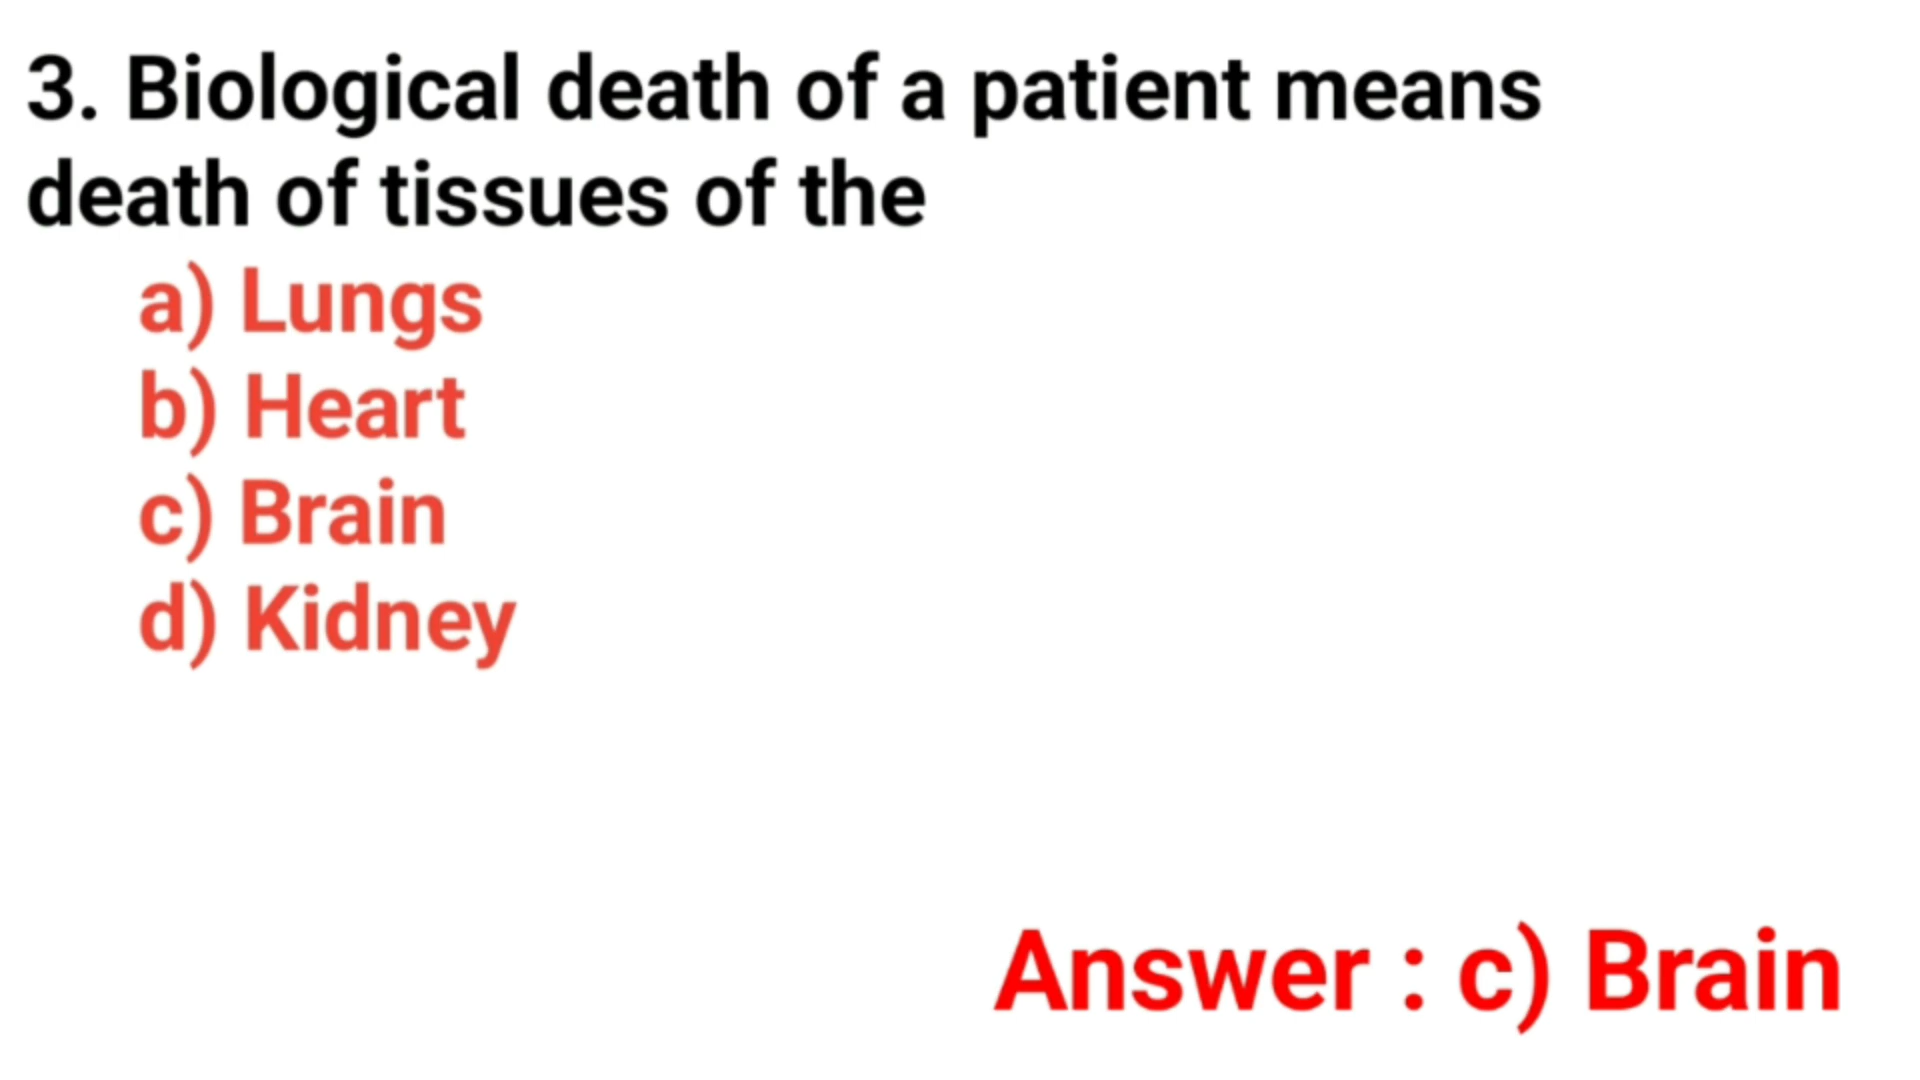 3. Biological death of a patient means
death of tissues of the
a) Lungs
b) Heart
c) Brain
d) Kidney
Answer : c) Brain